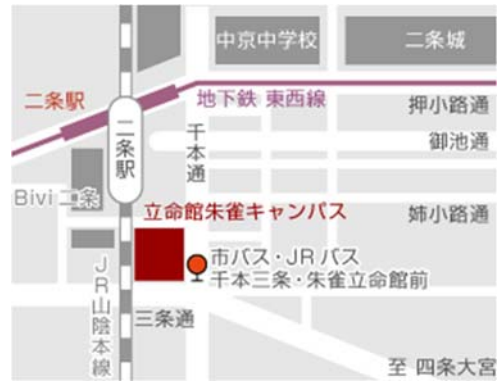 中京中学校
二条城
二条駅
地下鉄 東西線
押小路通
御池通
二条駅
千本通
Bivi二条
立命館朱雀キャンパス
姉小路通
市バス・JRバス
千本三条・朱雀立命館前
JR山陰本線
三条通
至 四条大宮